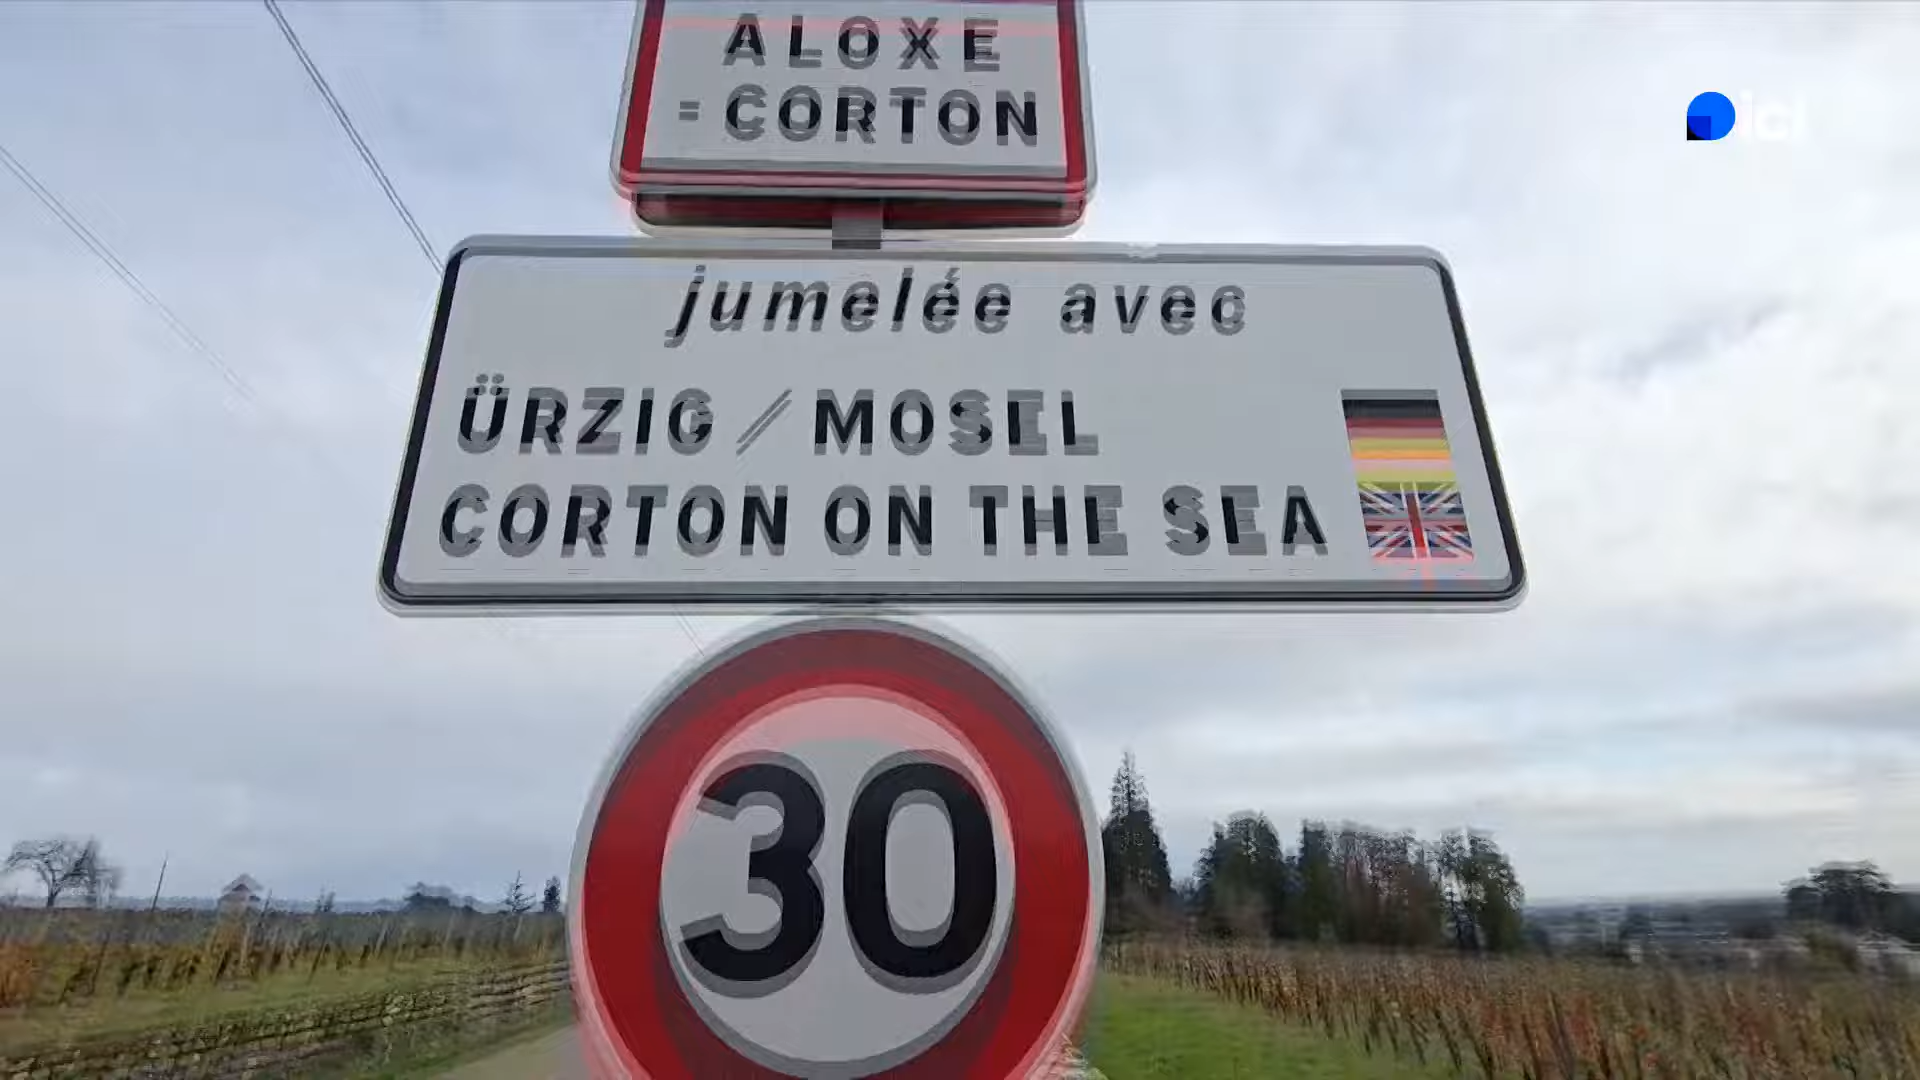 ALOXE
= CORTON
ici
jumelée avec
ÜRZIG / MOSEL
CORTON ON THE SEA
30